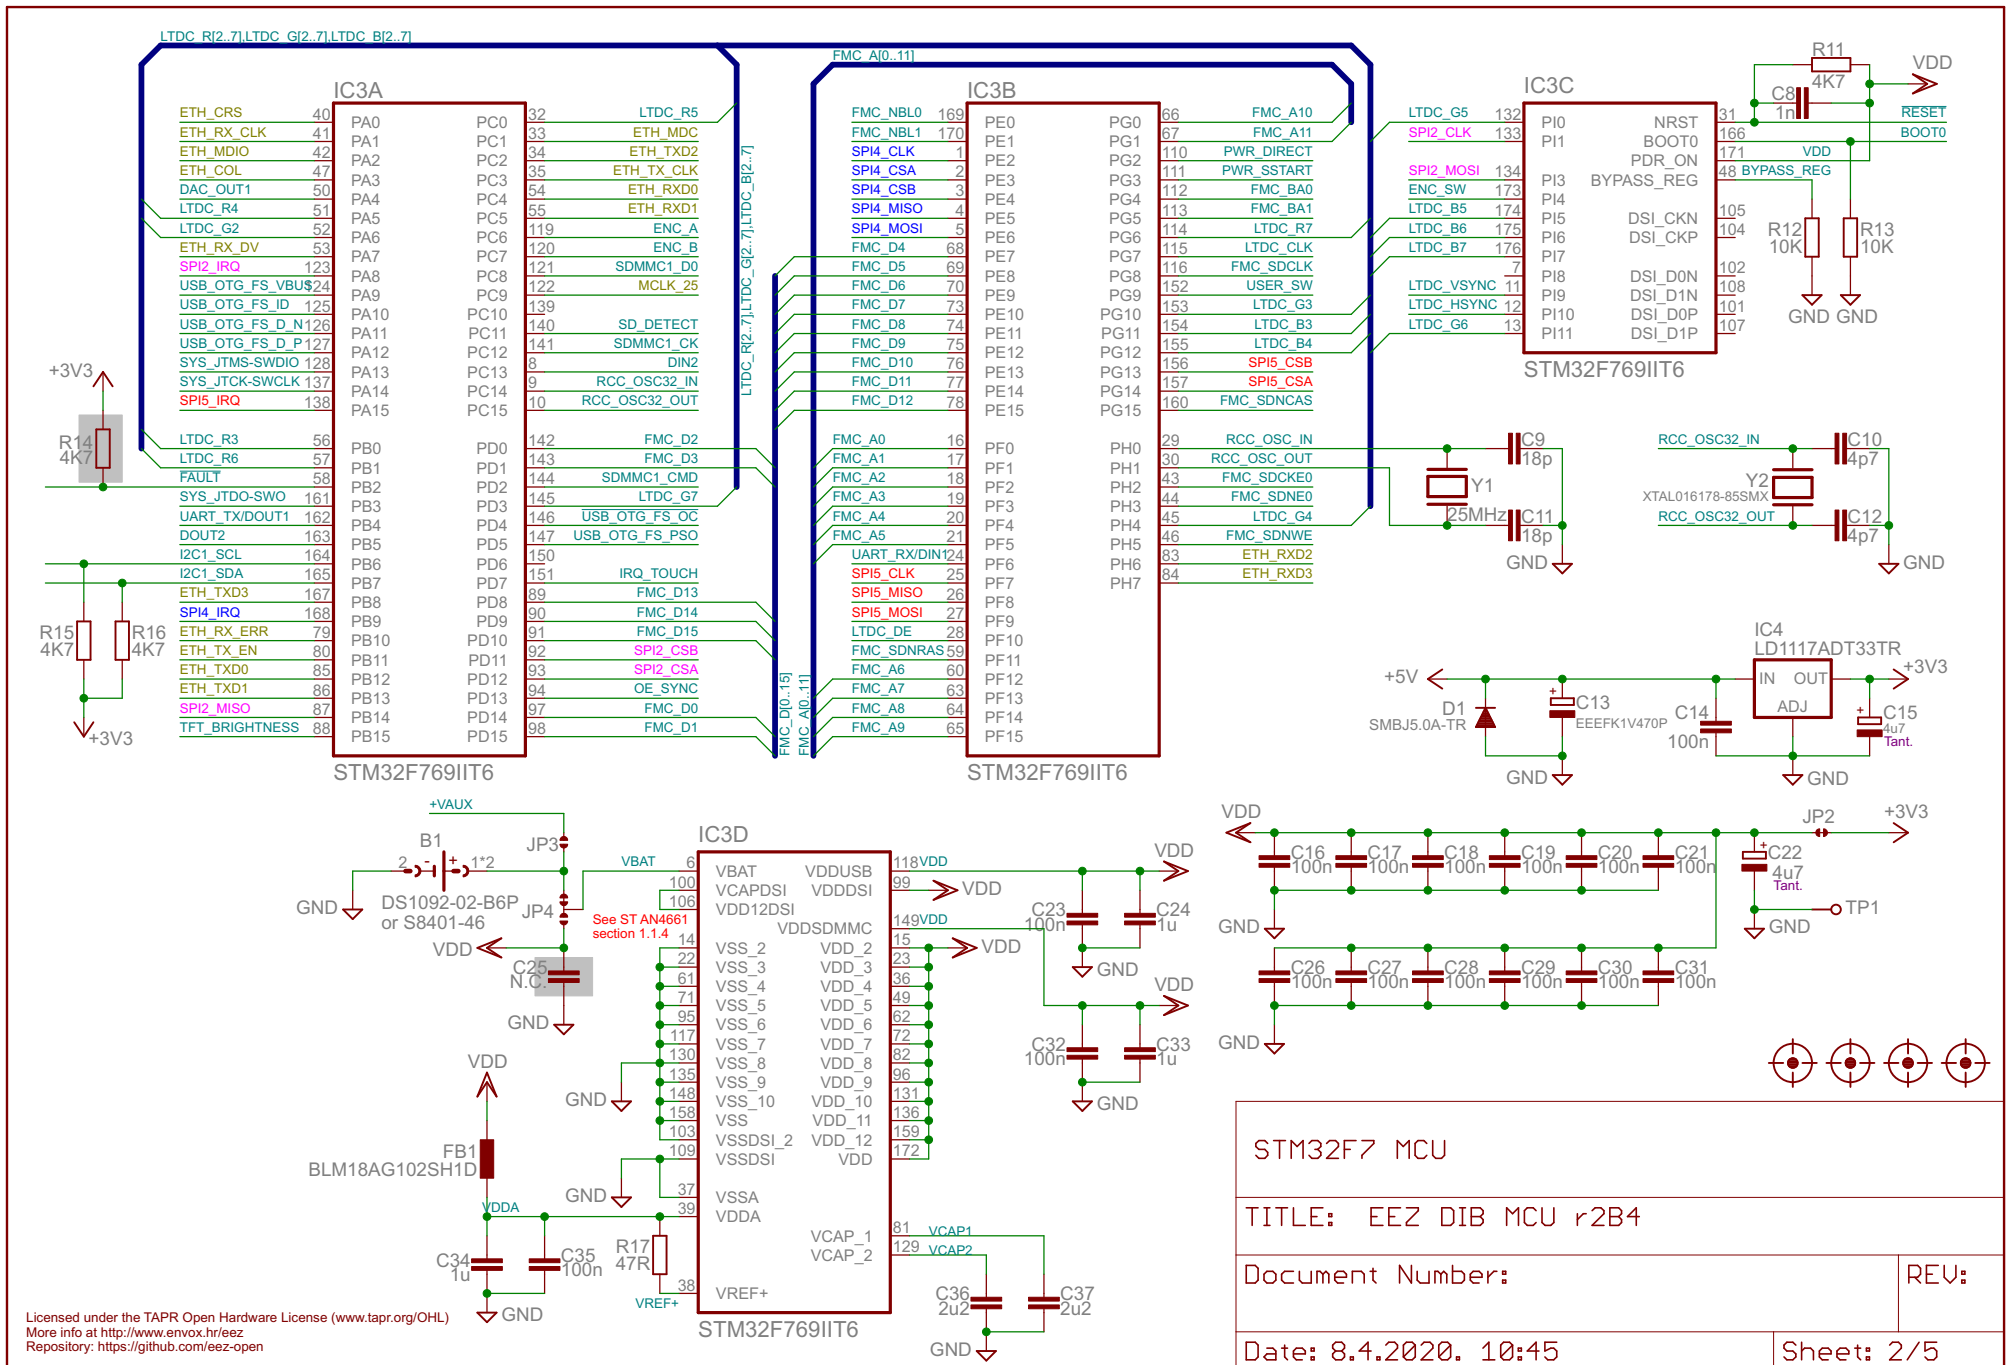 LTDC_R[2..7],LTDC_G[2..7],LTDC_B[2..7]
FMC_A[0..11]
IC3A
ETH_CRS 40 PA0 PC0 32 LTDC_R5
ETH_RX_CLK 41 PA1 PC1 33 ETH_MDC
ETH_MDIO 42 PA2 PC2 34 ETH_TXD2
ETH_COL 47 PA3 PC3 35 ETH_TX_CLK
DAC_OUT1 50 PA4 PC4 54 ETH_RXD0
LTDC_R4 51 PA5 PC5 55 ETH_RXD1
LTDC_G2 52 PA6 PC6 119 ENC_A
ETH_RX_DV 53 PA7 PC7 120 ENC_B
SPI2_IRQ 123 PA8 PC8 121 SDMMC1_D0
USB_OTG_FS_VBUS 124 PA9 PC9 122 MCLK_25
USB_OTG_FS_ID 125 PA10 PC10 139
USB_OTG_FS_D_N 126 PA11 PC11 140 SD_DETECT
USB_OTG_FS_D_P 127 PA12 PC12 141 SDMMC1_CK
SYS_JTMS-SWDIO 128 PA13 PC13 8 DIN2
SYS_JTCK-SWCLK 137 PA14 PC14 9 RCC_OSC32_IN
SPI5_IRQ 138 PA15 PC15 10 RCC_OSC32_OUT
LTDC_R3 56 PB0 PD0 142 FMC_D2
LTDC_R6 57 PB1 PD1 143 FMC_D3
FAULT 58 PB2 PD2 144 SDMMC1_CMD
SYS_JTDO-SWO 161 PB3 PD3 145 LTDC_G7
UART_TX/DOUT1 162 PB4 PD4 146 USB_OTG_FS_OC
DOUT2 163 PB5 PD5 147 USB_OTG_FS_PSO
I2C1_SCL 164 PB6 PD6 150
I2C1_SDA 165 PB7 PD7 151 IRQ_TOUCH
ETH_TXD3 167 PB8 PD8 89 FMC_D13
SPI4_IRQ 168 PB9 PD9 90 FMC_D14
ETH_RX_ERR 79 PB10 PD10 91 FMC_D15
ETH_TX_EN 80 PB11 PD11 92 SPI2_CSB
ETH_TXD0 85 PB12 PD12 93 SPI2_CSA
ETH_TXD1 86 PB13 PD13 94 OE_SYNC
SPI2_MISO 87 PB14 PD14 97 FMC_D0
TFT_BRIGHTNESS 88 PB15 PD15 98 FMC_D1
STM32F769IIT6
LTDC_R[2..7],LTDC_G[2..7],LTDC_B[2..7]
FMC_D[0..15]
FMC_A[0..11]
+3V3
R14
4K7
R15
4K7
R16
4K7
+3V3
IC3B
FMC_NBL0 169 PE0 PG0 66 FMC_A10
FMC_NBL1 170 PE1 PG1 67 FMC_A11
SPI4_CLK 1 PE2 PG2 110 PWR_DIRECT
SPI4_CSA 2 PE3 PG3 111 PWR_SSTART
SPI4_CSB 3 PE4 PG4 112 FMC_BA0
SPI4_MISO 4 PE5 PG5 113 FMC_BA1
SPI4_MOSI 5 PE6 PG6 114 LTDC_R7
FMC_D4 68 PE7 PG7 115 LTDC_CLK
FMC_D5 69 PE8 PG8 116 FMC_SDCLK
FMC_D6 70 PE9 PG9 152 USER_SW
FMC_D7 73 PE10 PG10 153 LTDC_G3
FMC_D8 74 PE11 PG11 154 LTDC_B3
FMC_D9 75 PE12 PG12 155 LTDC_B4
FMC_D10 76 PE13 PG13 156 SPI5_CSB
FMC_D11 77 PE14 PG14 157 SPI5_CSA
FMC_D12 78 PE15 PG15 160 FMC_SDNCAS
FMC_A0 16 PF0 PH0 29 RCC_OSC_IN
FMC_A1 17 PF1 PH1 30 RCC_OSC_OUT
FMC_A2 18 PF2 PH2 43 FMC_SDCKE0
FMC_A3 19 PF3 PH3 44 FMC_SDNE0
FMC_A4 20 PF4 PH4 45 LTDC_G4
FMC_A5 21 PF5 PH5 46 FMC_SDNWE
UART_RX/DIN1 24 PF6 PH6 83 ETH_RXD2
SPI5_CLK 25 PF7 PH7 84 ETH_RXD3
SPI5_MISO 26 PF8
SPI5_MOSI 27 PF9
LTDC_DE 28 PF10
FMC_SDNRAS 59 PF11
FMC_A6 60 PF12
FMC_A7 63 PF13
FMC_A8 64 PF14
FMC_A9 65 PF15
STM32F769IIT6
IC3C
LTDC_G5 132 PI0 NRST 31 RESET
SPI2_CLK 133 PI1 BOOT0 166 BOOT0
PDR_ON 171 VDD
SPI2_MOSI 134 PI3 BYPASS_REG 48 BYPASS_REG
ENC_SW 173 PI4
LTDC_B5 174 PI5 DSI_CKN 105
LTDC_B6 175 PI6 DSI_CKP 104
LTDC_B7 176 PI7
7 PI8 DSI_D0N 102
LTDC_VSYNC 11 PI9 DSI_D1N 108
LTDC_HSYNC 12 PI10 DSI_D0P 101
LTDC_G6 13 PI11 DSI_D1P 107
STM32F769IIT6
R11
4K7
VDD
C8
1n
R12
10K
R13
10K
GND GND
C9
18p
Y1
25MHz
C11
18p
GND
RCC_OSC32_IN
C10
4p7
Y2
XTAL016178-85SMX
RCC_OSC32_OUT
C12
4p7
GND
IC4
LD1117ADT33TR
+5V
IN OUT
ADJ
+3V3
D1
SMBJ5.0A-TR
C13
EEEFK1V470P
C14
100n
C15
4u7
Tant.
GND
GND
+VAUX
B1
JP3
2 - + 1*2
DS1092-02-B6P
or S8401-46
GND
JP4
VDD
C25
N.C.
GND
See ST AN4661
section 1.1.4
IC3D
VBAT 6 VBAT VDDUSB 118 VDD
100 VCAPDSI VDDDSI 99 VDD
106 VDD12DSI
VDDSDMMC 149 VDD
14 VSS_2 VDD_2 15 VDD
22 VSS_3 VDD_3 23
61 VSS_4 VDD_4 36
71 VSS_5 VDD_5 49
95 VSS_6 VDD_6 62
117 VSS_7 VDD_7 72
130 VSS_8 VDD_8 82
135 VSS_9 VDD_9 96
148 VSS_10 VDD_10 131
158 VSS VDD_11 136
103 VSSDSI_2 VDD_12 159
109 VSSDSI VDD 172
37 VSSA
39 VDDA
VCAP_1 81 VCAP1
VCAP_2 129 VCAP2
VREF+ 38 VREF+
STM32F769IIT6
GND
GND
VDD
FB1
BLM18AG102SH1D
VDDA
C34
1u
C35
100n
GND
R17
47R
C36
2u2
C37
2u2
GND
VDD
C23
100n
C24
1u
GND
VDD
C32
100n
C33
1u
GND
VDD
JP2
+3V3
C16
100n
C17
100n
C18
100n
C19
100n
C20
100n
C21
100n
C22
4u7
Tant.
TP1
GND
GND
C26
100n
C27
100n
C28
100n
C29
100n
C30
100n
C31
100n
GND
STM32F7 MCU
TITLE: EEZ DIB MCU r2B4
Document Number:
REV:
Date: 8.4.2020. 10:45
Sheet: 2/5
Licensed under the TAPR Open Hardware License (www.tapr.org/OHL)
More info at http://www.envox.hr/eez
Repository: https://github.com/eez-open